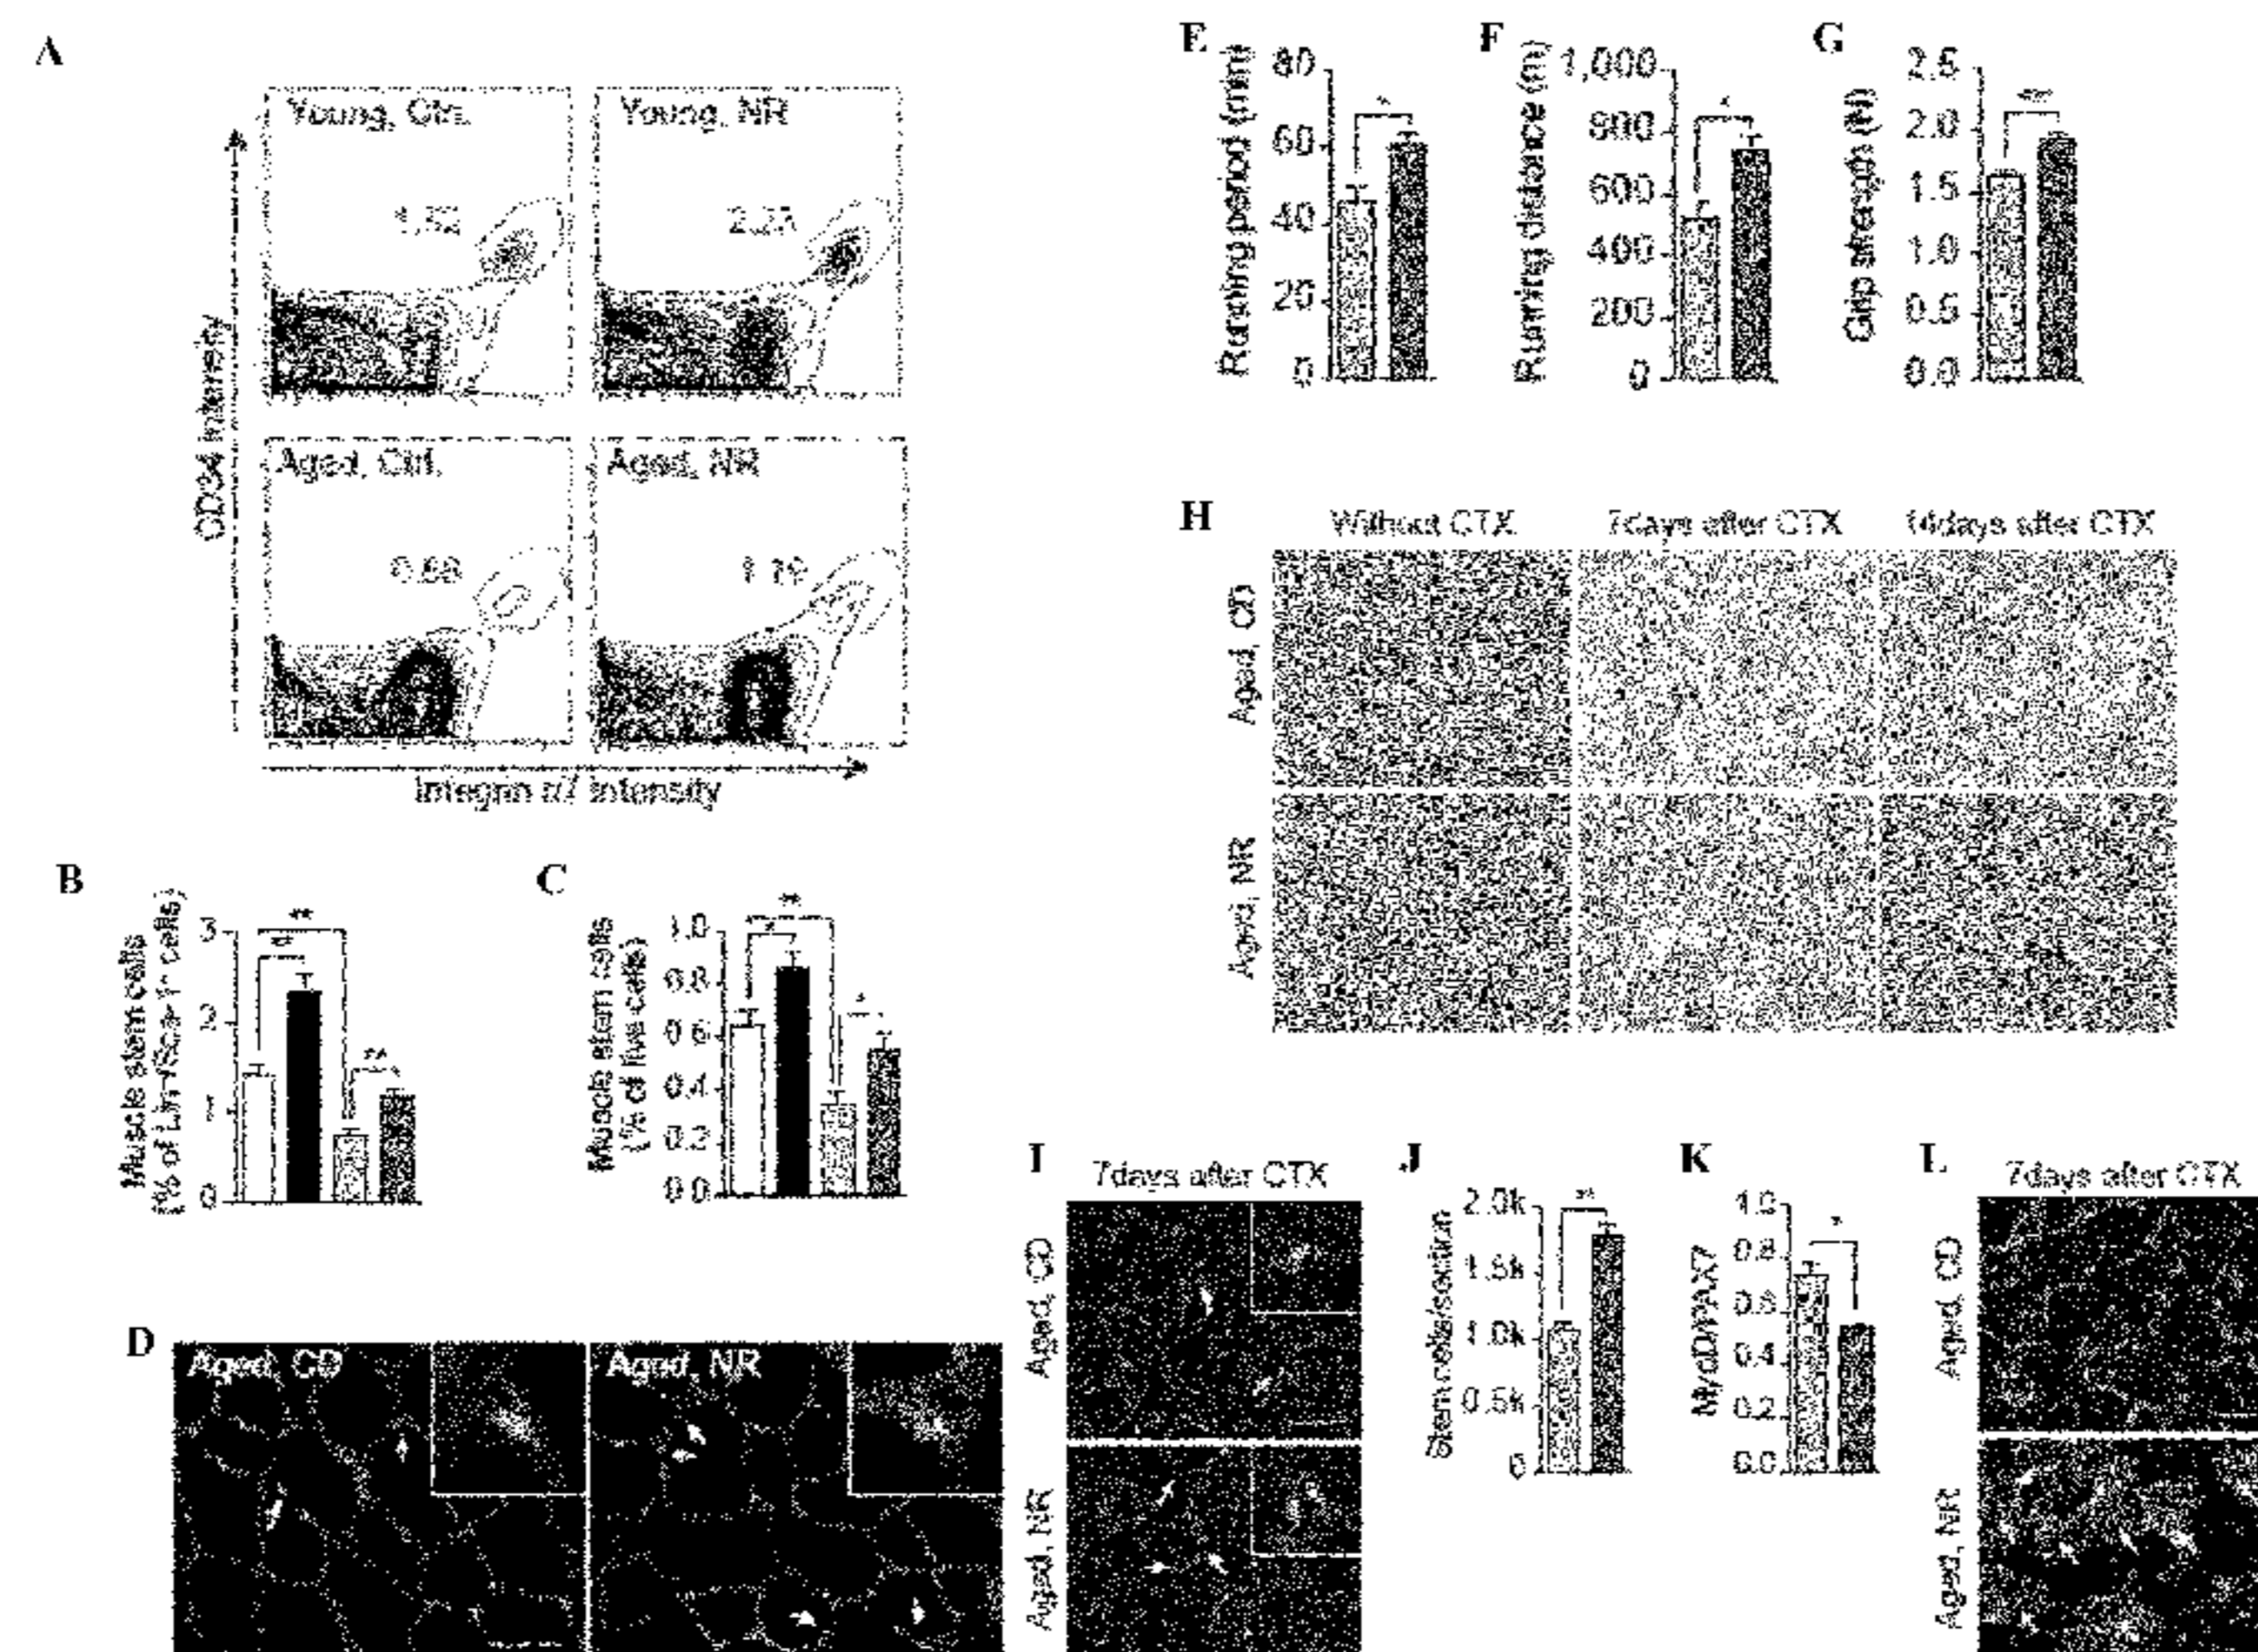 A
Young, Ctrl.
Young, NR
1.52
Aged, Ctrl.
Aged, NR
CD34 intensity
Integrin α7 intensity
B
Muscle stem cells
3
2
1
0
**
**
C
Muscle stem cells
(% of live cells)
1.0
0.8
0.6
0.4
0.2
0.0
**
*
*
D
Aged, CD
Aged, NR
E
Running period (min)
80
60
40
20
0
*
F
Running distance (m)
1,000
800
600
400
200
0
*
G
Grip strength (N)
2.5
2.0
1.5
1.0
0.5
0.0
H
Without CTX
7days after CTX
14days after CTX
Aged, CD
Aged, NR
I
7days after CTX
Aged, CD
Aged, NR
J
Stem cells/section
2.0k
1.5k
1.0k
0.5k
0
**
K
MyoD/PAX7
1.0
0.8
0.6
0.4
0.2
0.0
*
L
7days after CTX
Aged, CD
Aged, NR